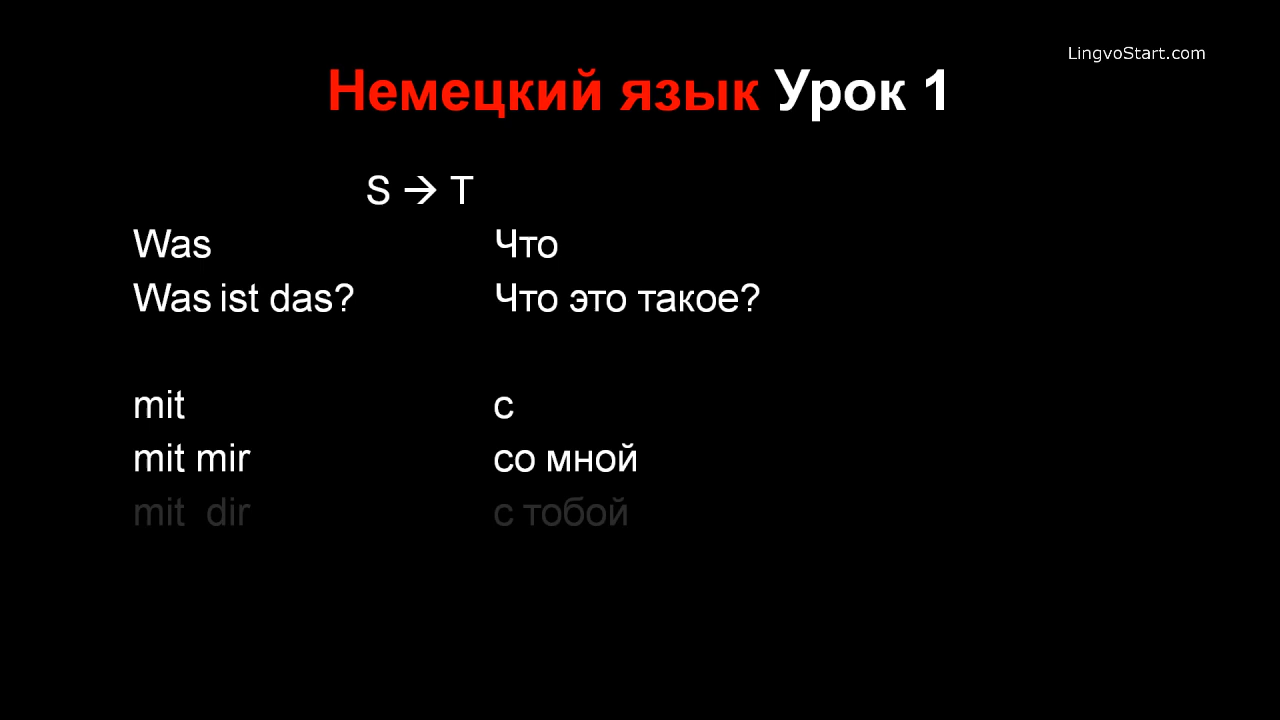 LingvoStart.com
Немецкий язык Урок 1
S → T
Was Что
Was ist das? Что это такое?
mit с
mit mir со мной
mit dir с тобой